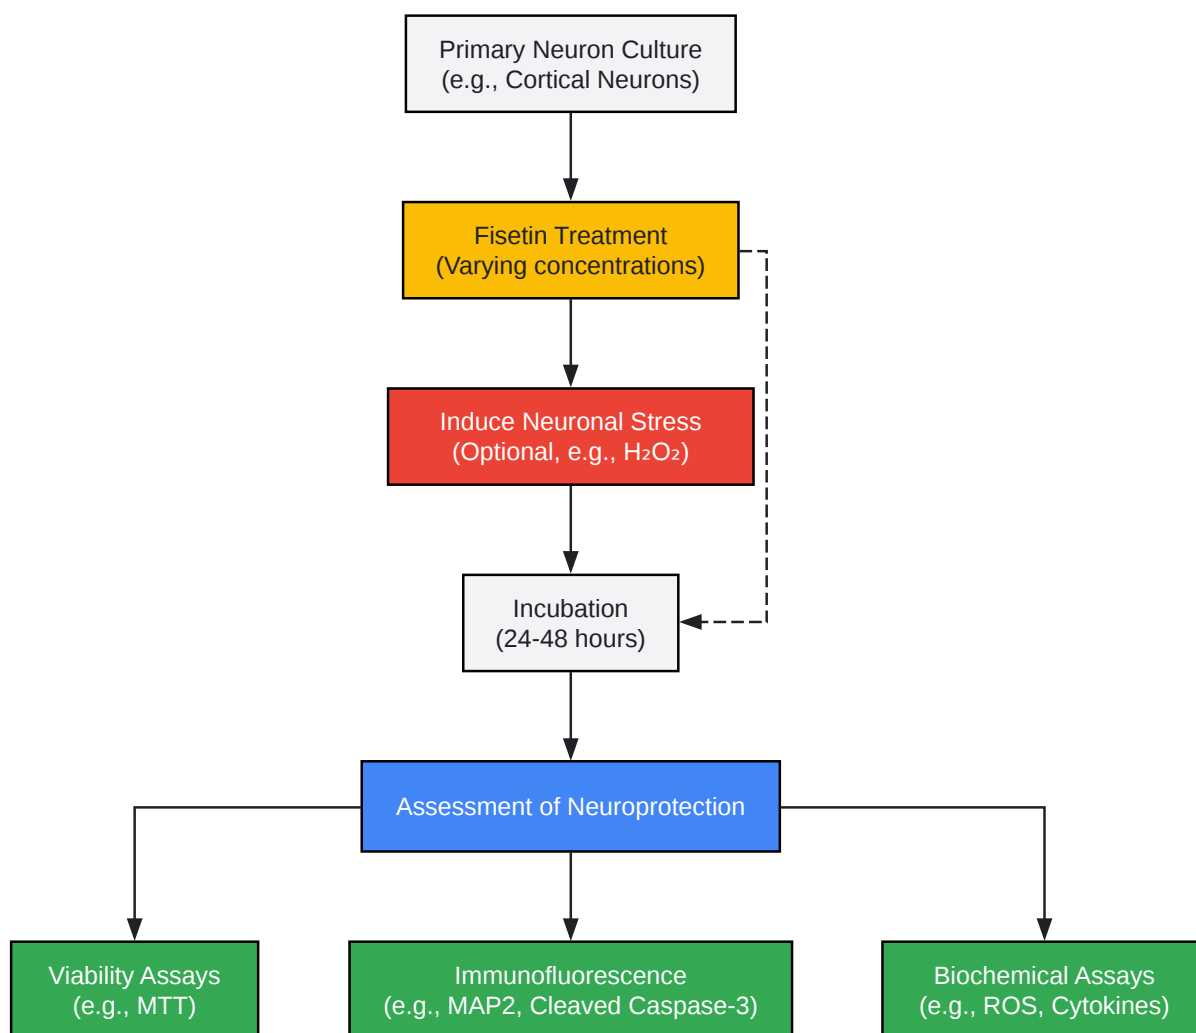 Primary Neuron Culture
(e.g., Cortical Neurons)
Fisetin Treatment
(Varying concentrations)
Induce Neuronal Stress
(Optional, e.g., H₂O₂)
Incubation
(24-48 hours)
Assessment of Neuroprotection
Viability Assays
(e.g., MTT)
Immunofluorescence
(e.g., MAP2, Cleaved Caspase-3)
Biochemical Assays
(e.g., ROS, Cytokines)